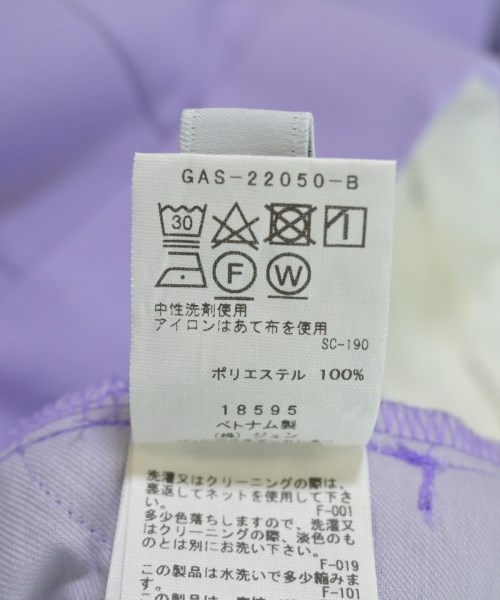 GAS-22050-B
30
F W
中性洗剤使用
アイロンはあて布を使用
SC-190
ポリエステル 100%
18595
ベトナム製
(株) ジュン
洗濯又はクリーニングの際は、
裏返してネットを使用して下さ
い。 F-001
多少色落ちしますので、洗濯又
はクリーニングの際、淡色のも
のとは別にお洗い下さい。
F-019
この製品は水洗いで多少縮みま
す。 F-101